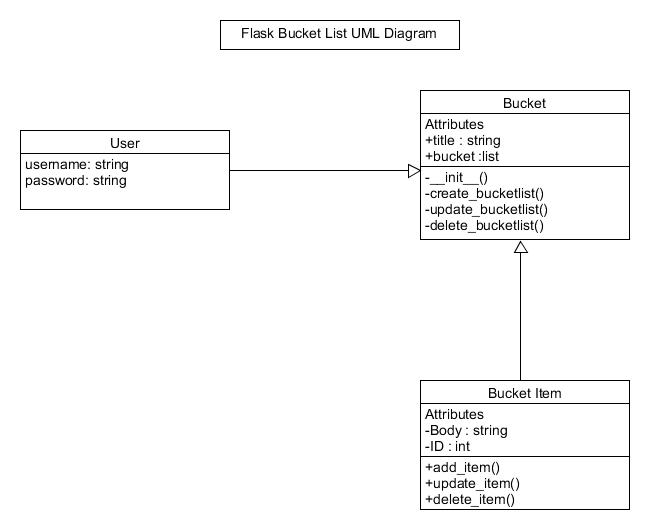 Flask Bucket List UML Diagram
User
username: string
password: string
Bucket
Attributes
+title : string
+bucket :list
-__init__()
-create_bucketlist()
-update_bucketlist()
-delete_bucketlist()
Bucket Item
Attributes
-Body : string
-ID : int
+add_item()
+update_item()
+delete_item()